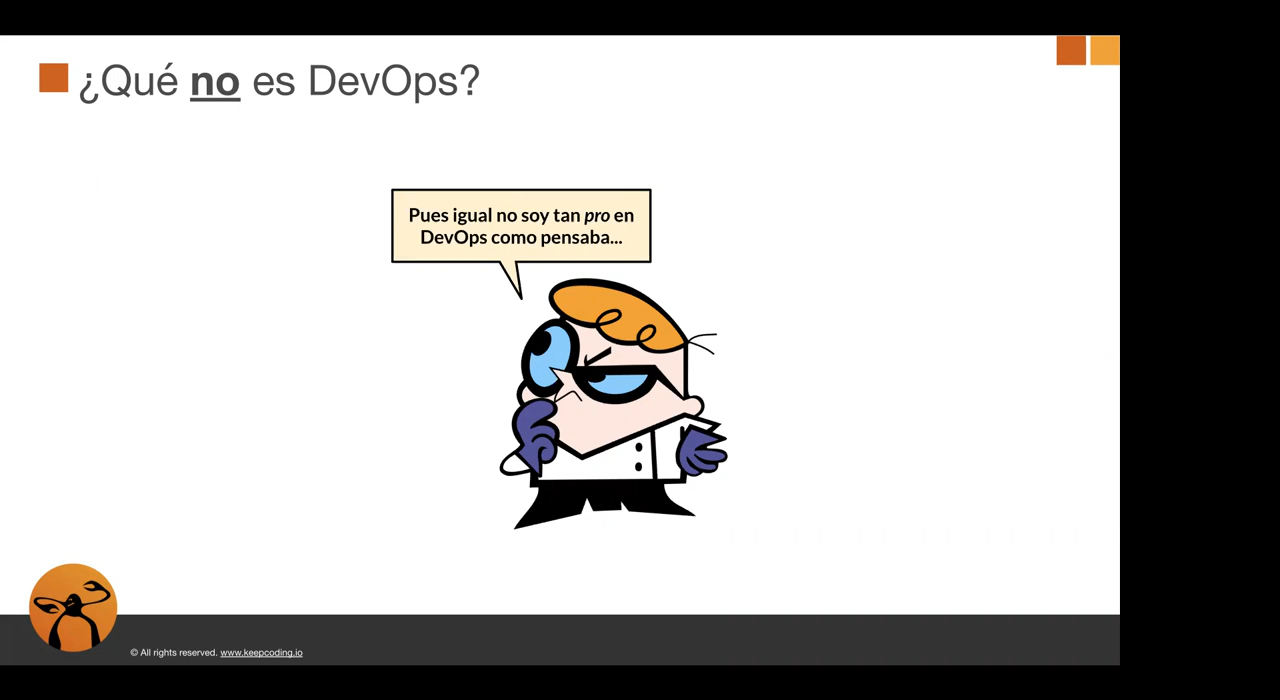 ¿Qué no es DevOps?
Pues igual no soy tan pro en
DevOps como pensaba...
© All rights reserved. www.keepcoding.io